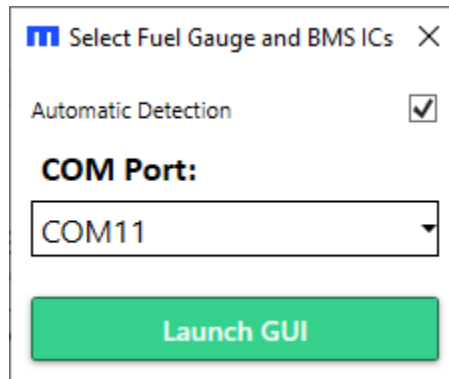 Select Fuel Gauge and BMS ICs
Automatic Detection
COM Port:
COM11
Launch GUI